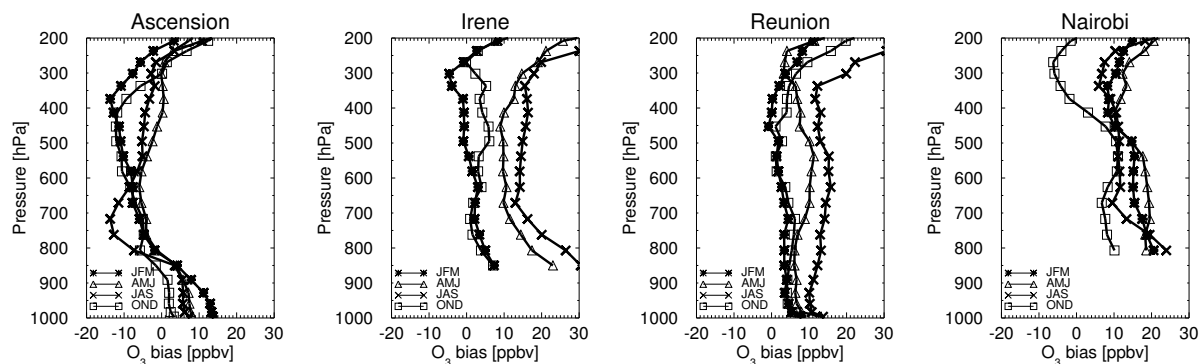 Ascension
Irene
Reunion
Nairobi
Pressure [hPa]
200
300
400
500
600
700
800
900
1000
JFM
AMJ
JAS
OND
-20 -10 0 10 20 30
O3 bias [ppbv]
Pressure [hPa]
200
300
400
500
600
700
800
900
1000
JFM
AMJ
JAS
OND
-20 -10 0 10 20 30
O3 bias [ppbv]
Pressure [hPa]
200
300
400
500
600
700
800
900
1000
JFM
AMJ
JAS
OND
-20 -10 0 10 20 30
O3 bias [ppbv]
Pressure [hPa]
200
300
400
500
600
700
800
900
1000
JFM
AMJ
JAS
OND
-20 -10 0 10 20 30
O3 bias [ppbv]